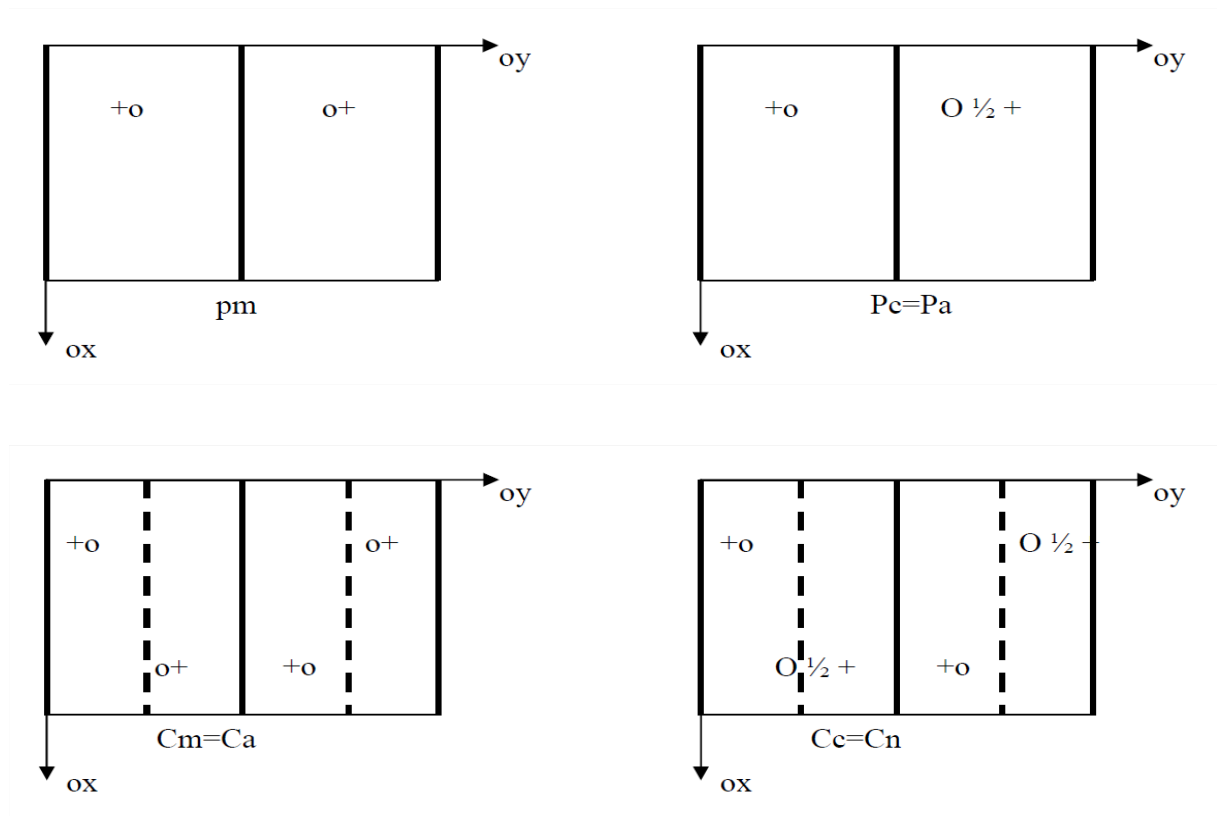 oy
oy
+o o+
+o O ½ +
pm
Pc=Pa
ox
ox
oy
oy
+o o+
+o O ½ +
o+ +o
O ½ + +o
Cm=Ca
Cc=Cn
ox
ox